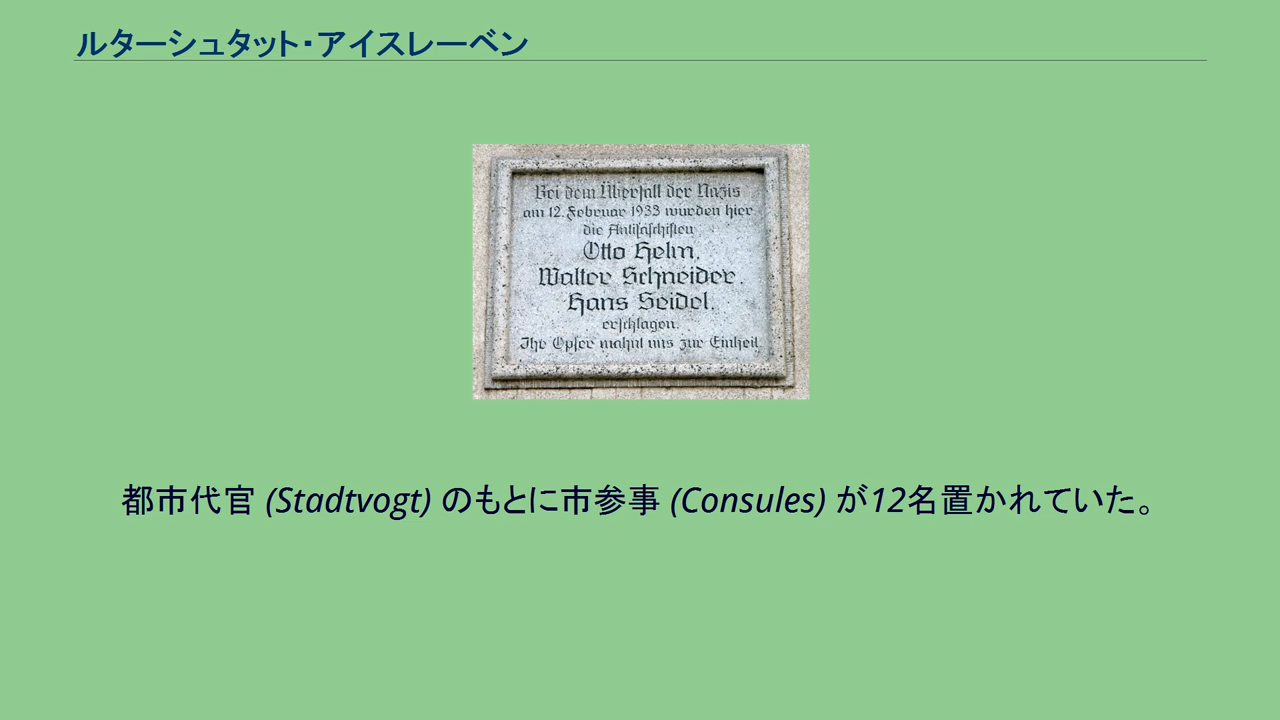 ルターシュタット・アイスレーベン
Bei dem Überfall der Nazis
am 12. Februar 1933 wurden hier
die Antifaschisten
Otto Helm,
Walter Schneider,
Hans Seidel,
erschlagen.
Ihr Opfer mahnt uns zur Einheit
都市代官 (Stadtvogt) のもとに市参事 (Consules) が12名置かれていた。